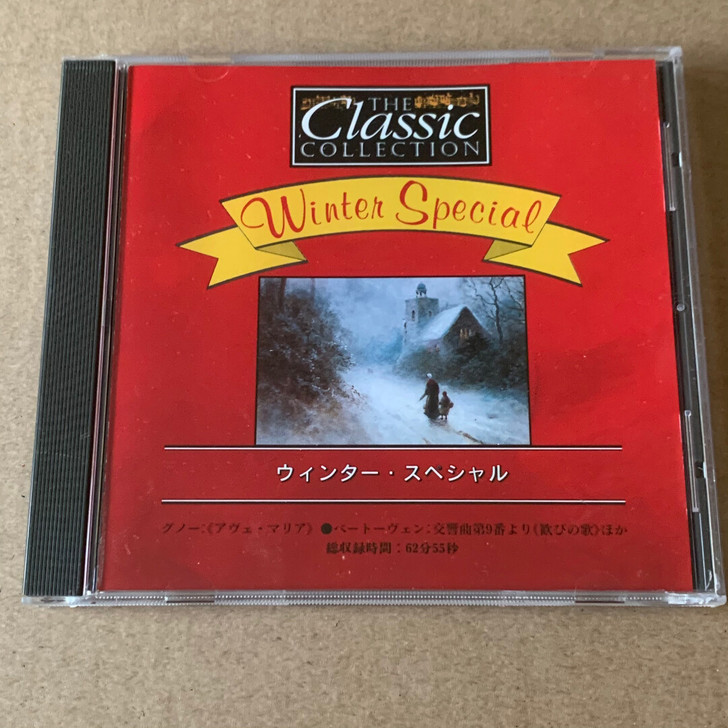 THE
Classic
COLLECTION
Winter Special
ウィンター・スペシャル
グノー:《アヴェ・マリア》 ●ベートーヴェン:交響曲第9番より《歓びの歌》ほか
総収録時間:62分55秒